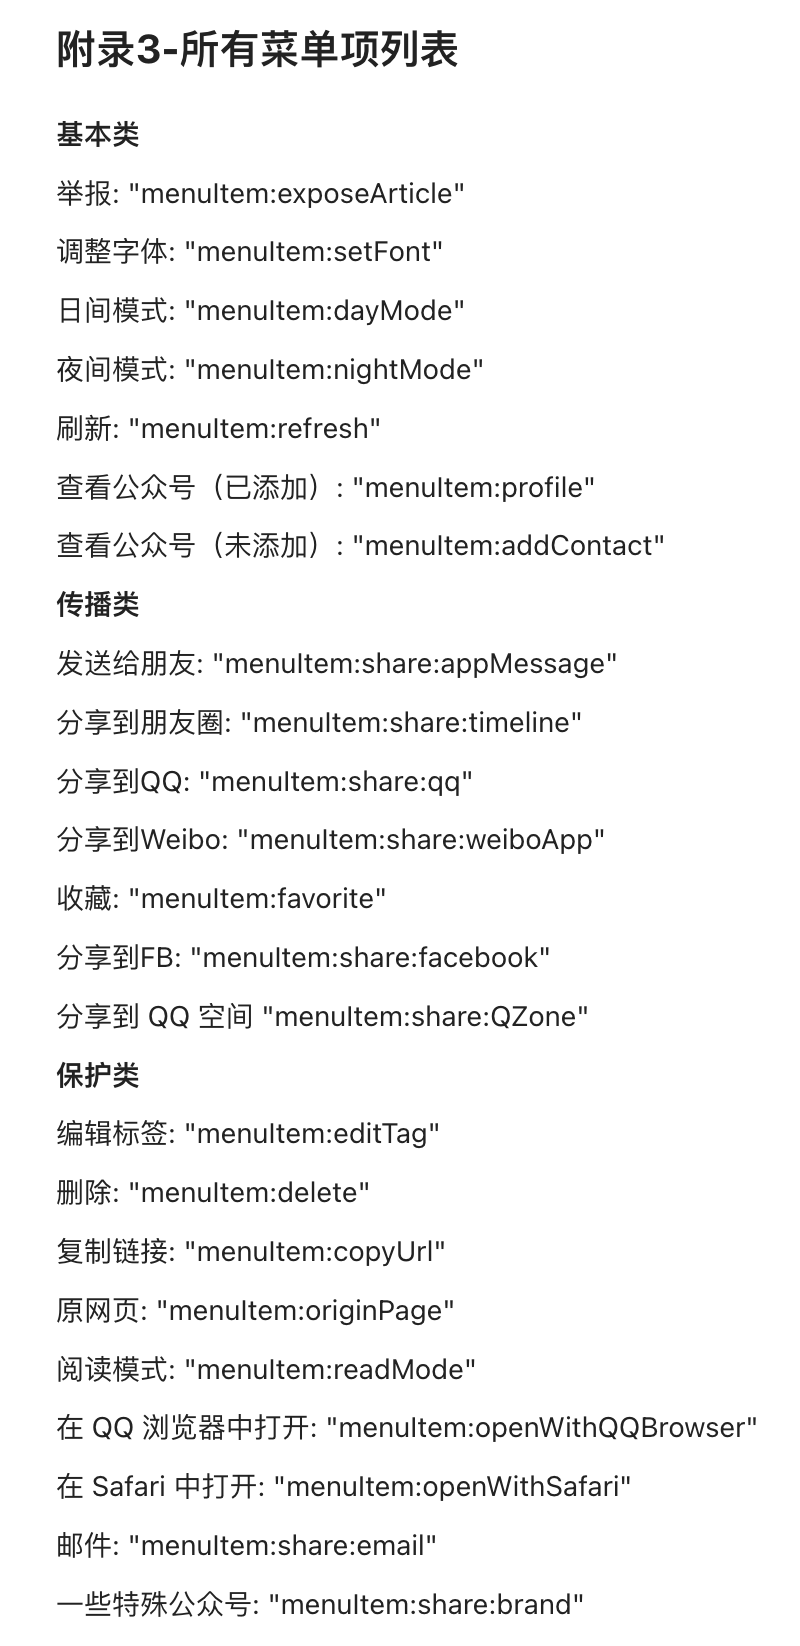 附录3-所有菜单项列表
基本类
举报: "menuItem:exposeArticle"
调整字体: "menuItem:setFont"
日间模式: "menuItem:dayMode"
夜间模式: "menuItem:nightMode"
刷新: "menuItem:refresh"
查看公众号（已添加）: "menuItem:profile"
查看公众号（未添加）: "menuItem:addContact"
传播类
发送给朋友: "menuItem:share:appMessage"
分享到朋友圈: "menuItem:share:timeline"
分享到QQ: "menuItem:share:qq"
分享到Weibo: "menuItem:share:weiboApp"
收藏: "menuItem:favorite"
分享到FB: "menuItem:share:facebook"
分享到 QQ 空间 "menuItem:share:QZone"
保护类
编辑标签: "menuItem:editTag"
删除: "menuItem:delete"
复制链接: "menuItem:copyUrl"
原网页: "menuItem:originPage"
阅读模式: "menuItem:readMode"
在 QQ 浏览器中打开: "menuItem:openWithQQBrowser"
在 Safari 中打开: "menuItem:openWithSafari"
邮件: "menuItem:share:email"
一些特殊公众号: "menuItem:share:brand"